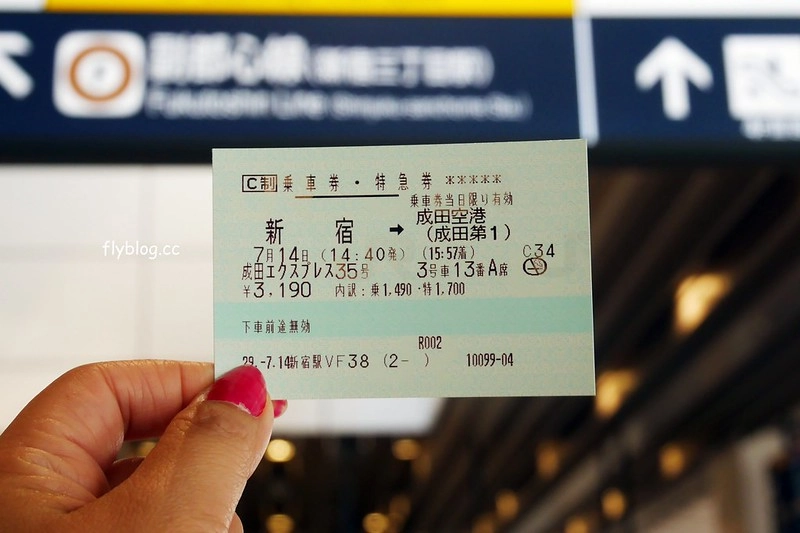 副都心線(新宿三丁目駅)
Fukutoshin Line
flyblog.cc
C制 乗車券・特急券 ＊＊＊＊＊
乗車券当日限り有効
新宿 → 成田空港
(成田第1)
7月14日 (14:40発) (15:57着) C34
成田エクスプレス35号 3号車13番A席
¥3,190 内訳:乗1,490・特1,700
下車前途無効
R002
29.-7.14新宿駅VF38 (2- ) 10099-04